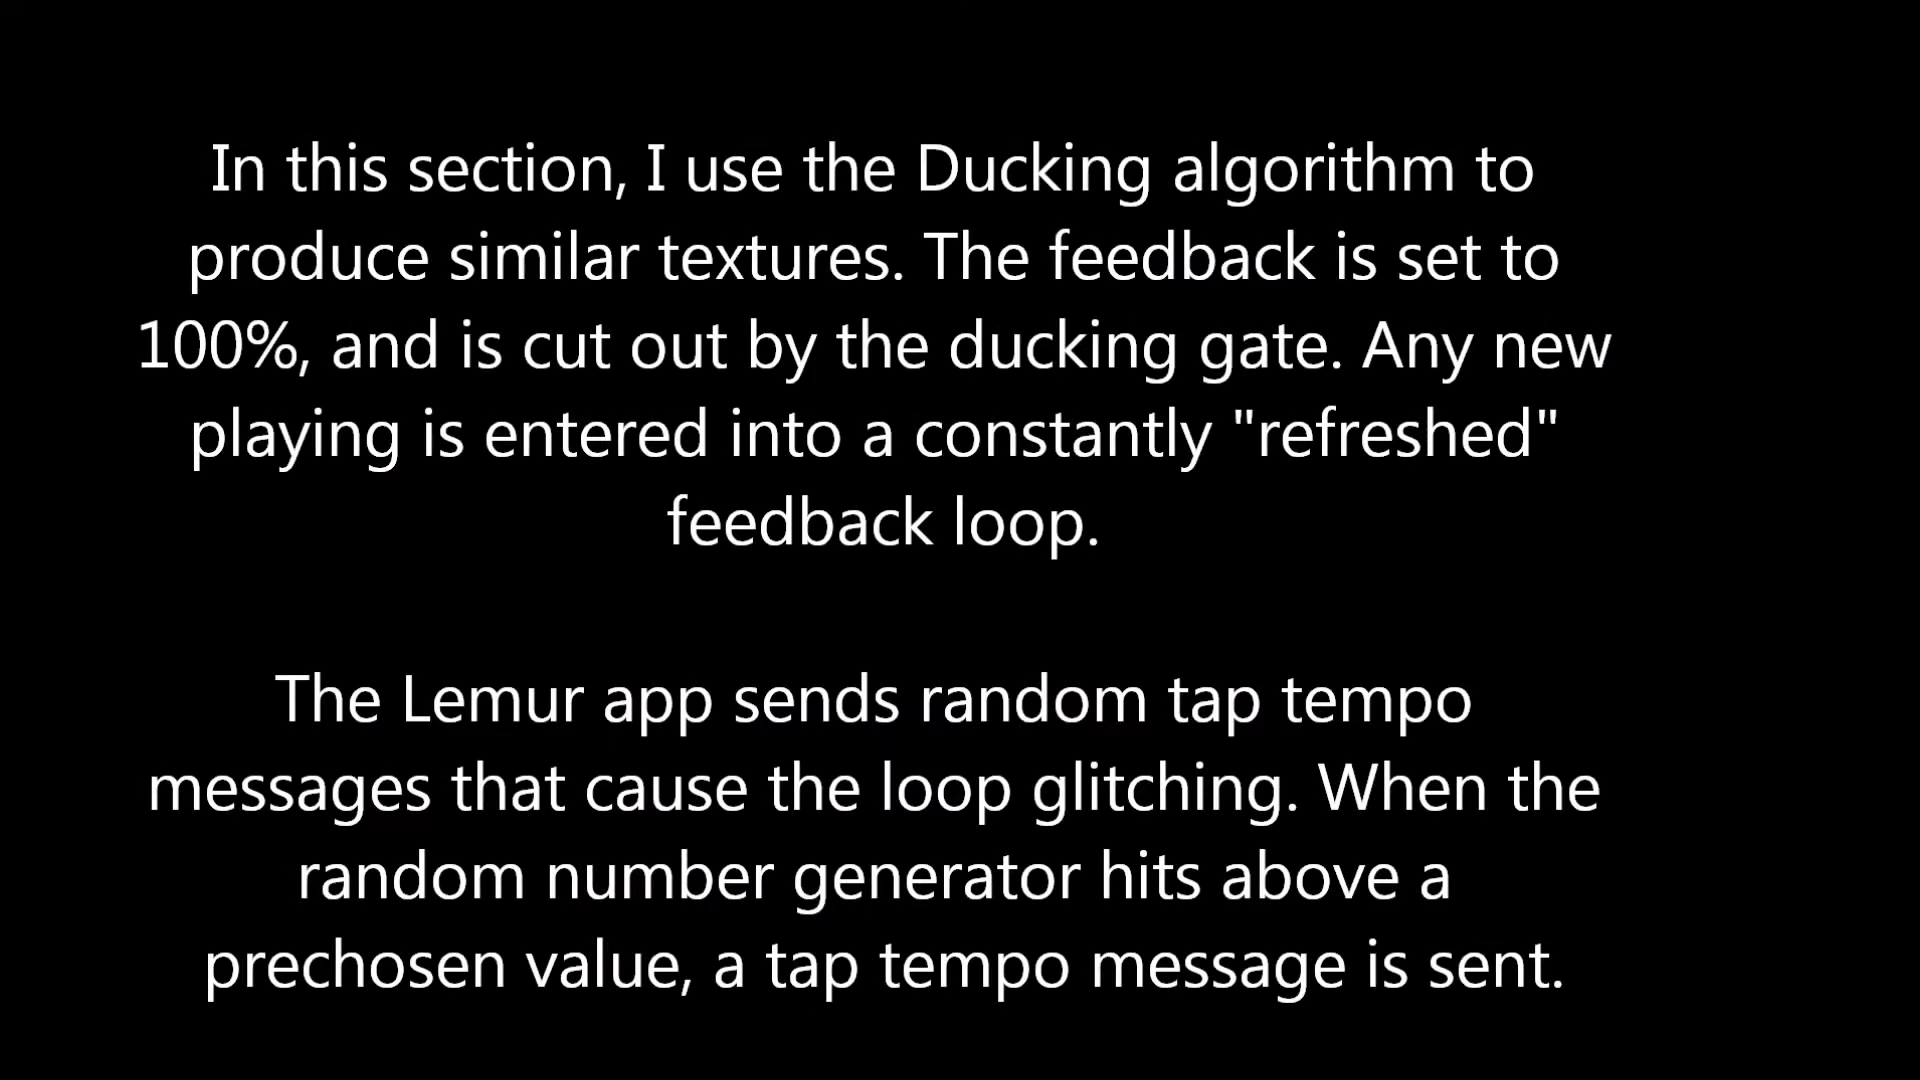 In this section, I use the Ducking algorithm to
produce similar textures. The feedback is set to
100%, and is cut out by the ducking gate. Any new
playing is entered into a constantly "refreshed"
feedback loop.
The Lemur app sends random tap tempo
messages that cause the loop glitching. When the
random number generator hits above a
prechosen value, a tap tempo message is sent.